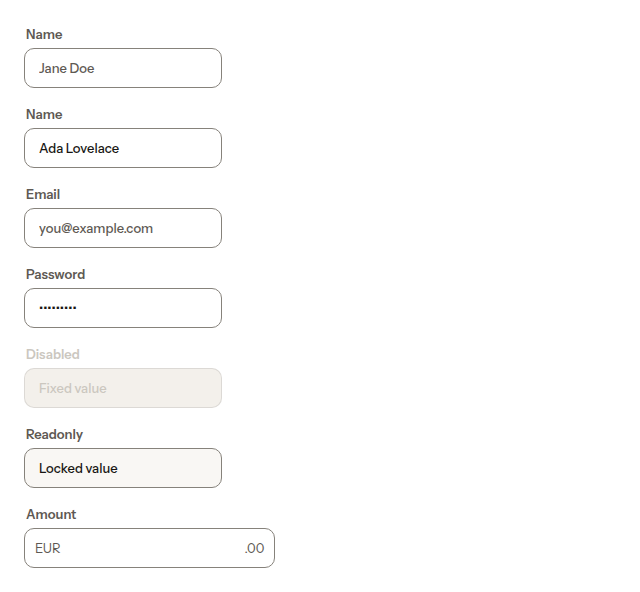 Name
Jane Doe
Name
Ada Lovelace
Email
you@example.com
Password
•••••••••
Disabled
Fixed value
Readonly
Locked value
Amount
EUR .00